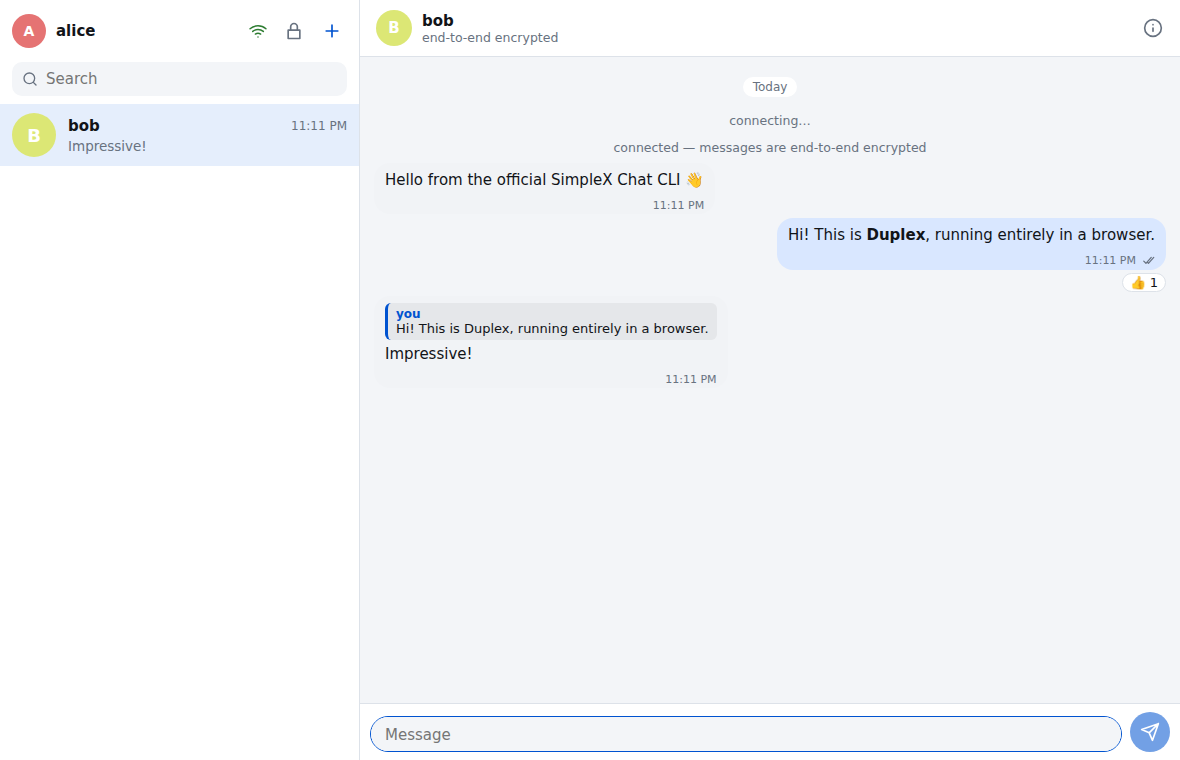 A
alice
Search
B
bob
11:11 PM
Impressive!
B
bob
end-to-end encrypted
Today
connecting...
connected — messages are end-to-end encrypted
Hello from the official SimpleX Chat CLI 👋
11:11 PM
Hi! This is Duplex, running entirely in a browser.
11:11 PM
👍 1
you
Hi! This is Duplex, running entirely in a browser.
Impressive!
11:11 PM
Message